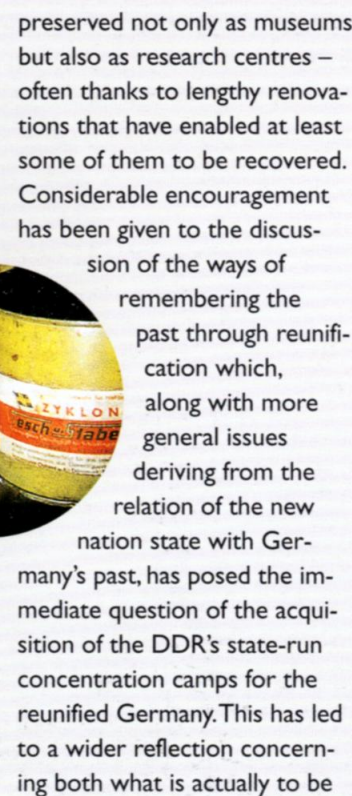 preserved not only as museums
but also as research centres –
often thanks to lengthy renova-
tions that have enabled at least
some of them to be recovered.
Considerable encouragement
has been given to the discus-
sion of the ways of
remembering the
past through reunifi-
cation which,
along with more
general issues
deriving from the
relation of the new
nation state with Ger-
many's past, has posed the im-
mediate question of the acqui-
sition of the DDR's state-run
concentration camps for the
reunified Germany. This has led
to a wider reflection concern-
ing both what is actually to be
ZYKLON